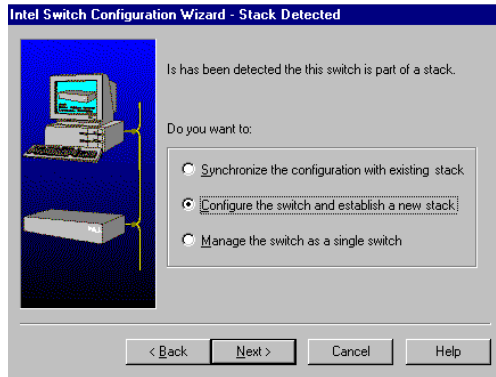 Intel Switch Configuration Wizard - Stack Detected
Is has been detected the this switch is part of a stack.
Do you want to:
Synchronize the configuration with existing stack
Configure the switch and establish a new stack
Manage the switch as a single switch
< Back Next > Cancel Help